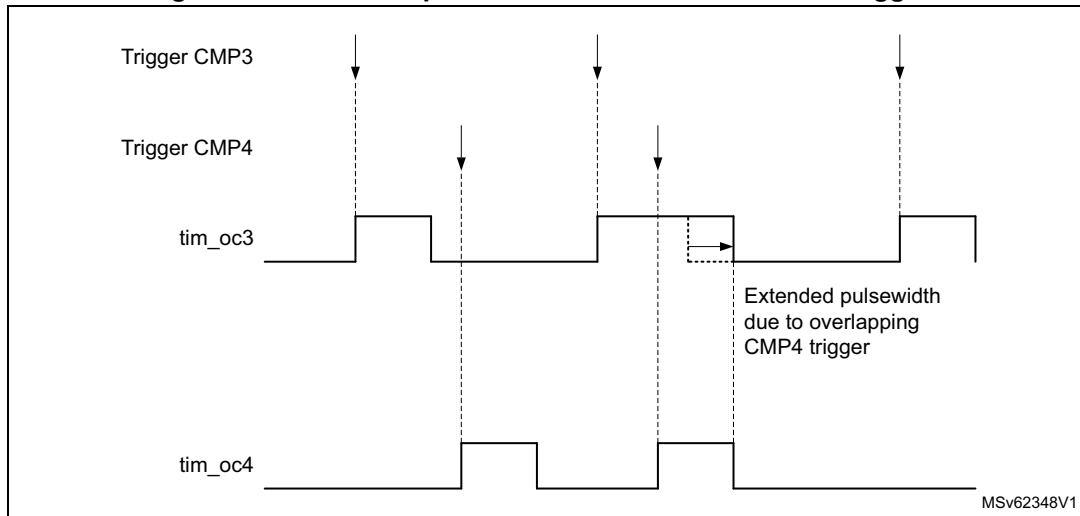 Trigger CMP3
Trigger CMP4
tim_oc3
Extended pulsewidth
due to overlapping
CMP4 trigger
tim_oc4
MSv62348V1